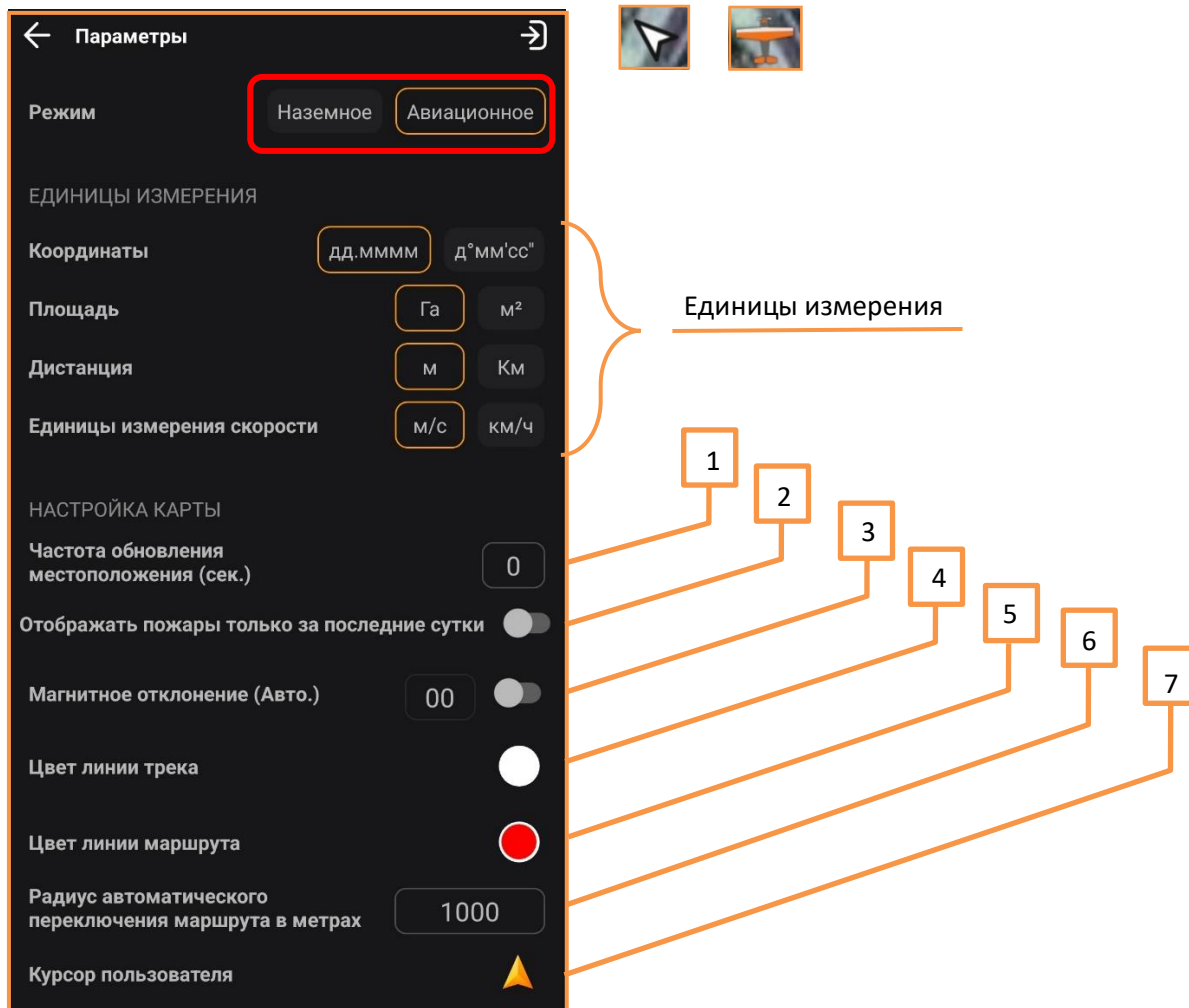 Параметры
Режим Наземное Авиационное
ЕДИНИЦЫ ИЗМЕРЕНИЯ
Координаты дд.мммм д°мм'сс"
Площадь Га м²
Дистанция м Км
Единицы измерения скорости м/с км/ч
Единицы измерения
НАСТРОЙКА КАРТЫ
Частота обновления
местоположения (сек.) 0
Отображать пожары только за последние сутки
Магнитное отклонение (Авто.) 00
Цвет линии трека
Цвет линии маршрута
Радиус автоматического
переключения маршрута в метрах 1000
Курсор пользователя
1
2
3
4
5
6
7